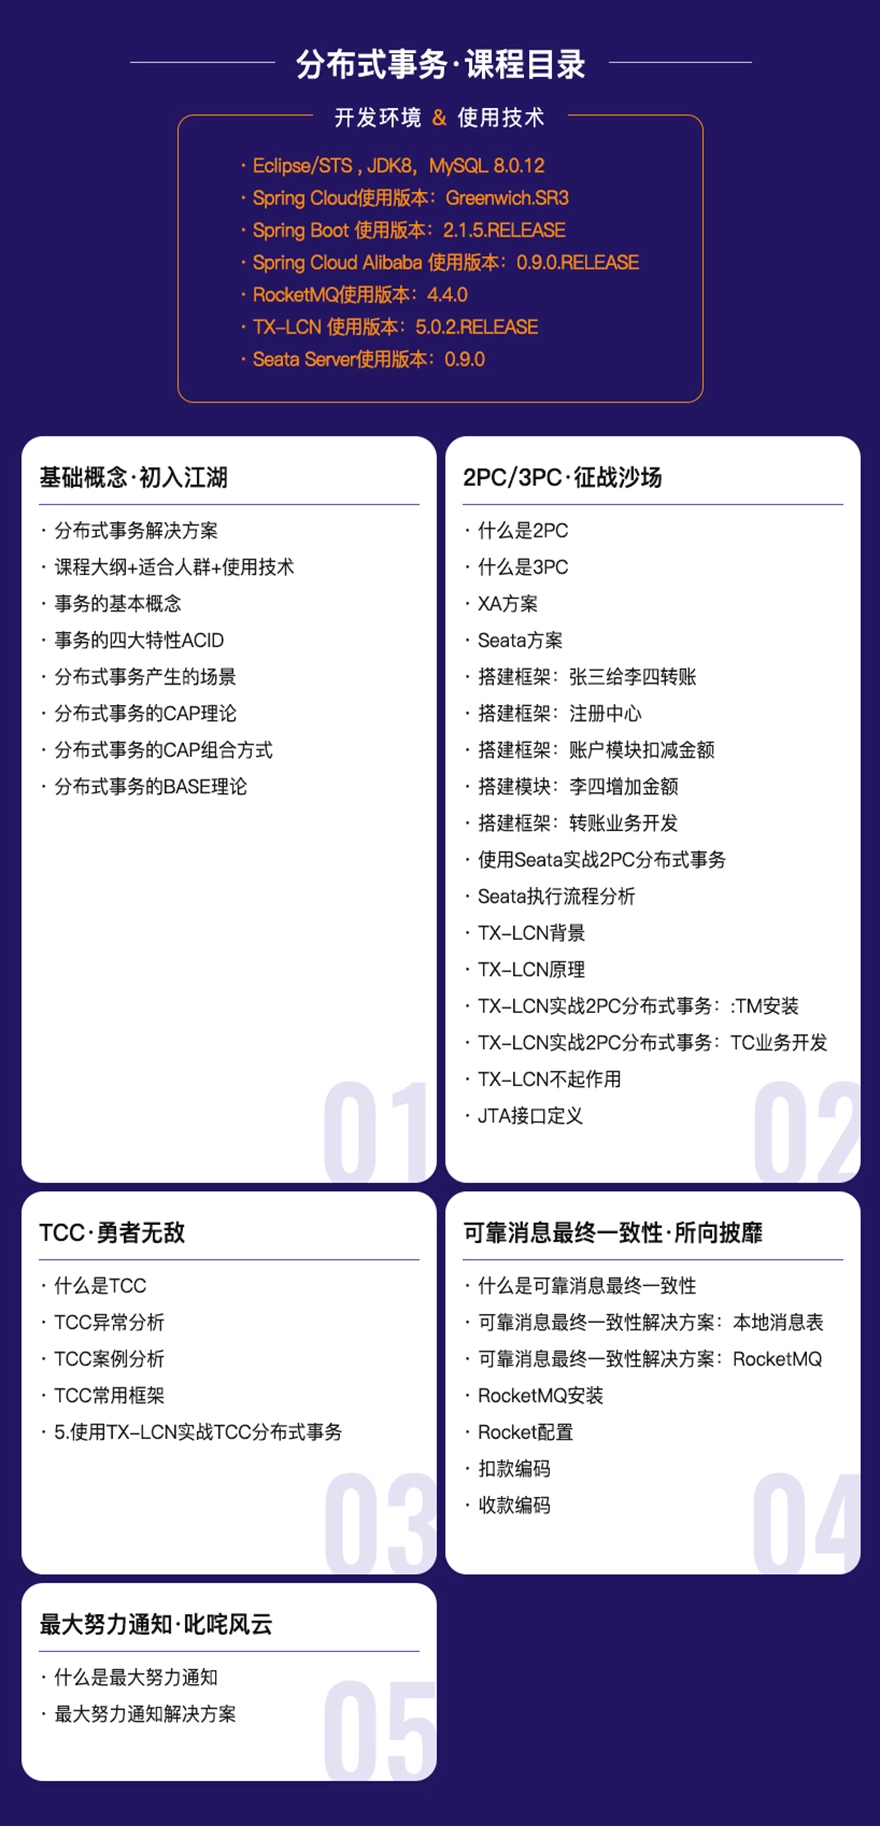 分布式事务·课程目录
开发环境 & 使用技术
· Eclipse/STS , JDK8, MySQL 8.0.12
· Spring Cloud使用版本: Greenwich.SR3
· Spring Boot 使用版本: 2.1.5.RELEASE
· Spring Cloud Alibaba 使用版本: 0.9.0.RELEASE
· RocketMQ使用版本: 4.4.0
· TX-LCN 使用版本: 5.0.2.RELEASE
· Seata Server使用版本: 0.9.0
基础概念·初入江湖
· 分布式事务解决方案
· 课程大纲+适合人群+使用技术
· 事务的基本概念
· 事务的四大特性ACID
· 分布式事务产生的场景
· 分布式事务的CAP理论
· 分布式事务的CAP组合方式
· 分布式事务的BASE理论
01
2PC/3PC·征战沙场
· 什么是2PC
· 什么是3PC
· XA方案
· Seata方案
· 搭建框架: 张三给李四转账
· 搭建框架: 注册中心
· 搭建框架: 账户模块扣减金额
· 搭建模块: 李四增加金额
· 搭建框架: 转账业务开发
· 使用Seata实战2PC分布式事务
· Seata执行流程分析
· TX-LCN背景
· TX-LCN原理
· TX-LCN实战2PC分布式事务: :TM安装
· TX-LCN实战2PC分布式事务: TC业务开发
· TX-LCN不起作用
· JTA接口定义
02
TCC·勇者无敌
· 什么是TCC
· TCC异常分析
· TCC案例分析
· TCC常用框架
· 5.使用TX-LCN实战TCC分布式事务
03
可靠消息最终一致性·所向披靡
· 什么是可靠消息最终一致性
· 可靠消息最终一致性解决方案: 本地消息表
· 可靠消息最终一致性解决方案: RocketMQ
· RocketMQ安装
· Rocket配置
· 扣款编码
· 收款编码
04
最大努力通知·叱咤风云
· 什么是最大努力通知
· 最大努力通知解决方案
05